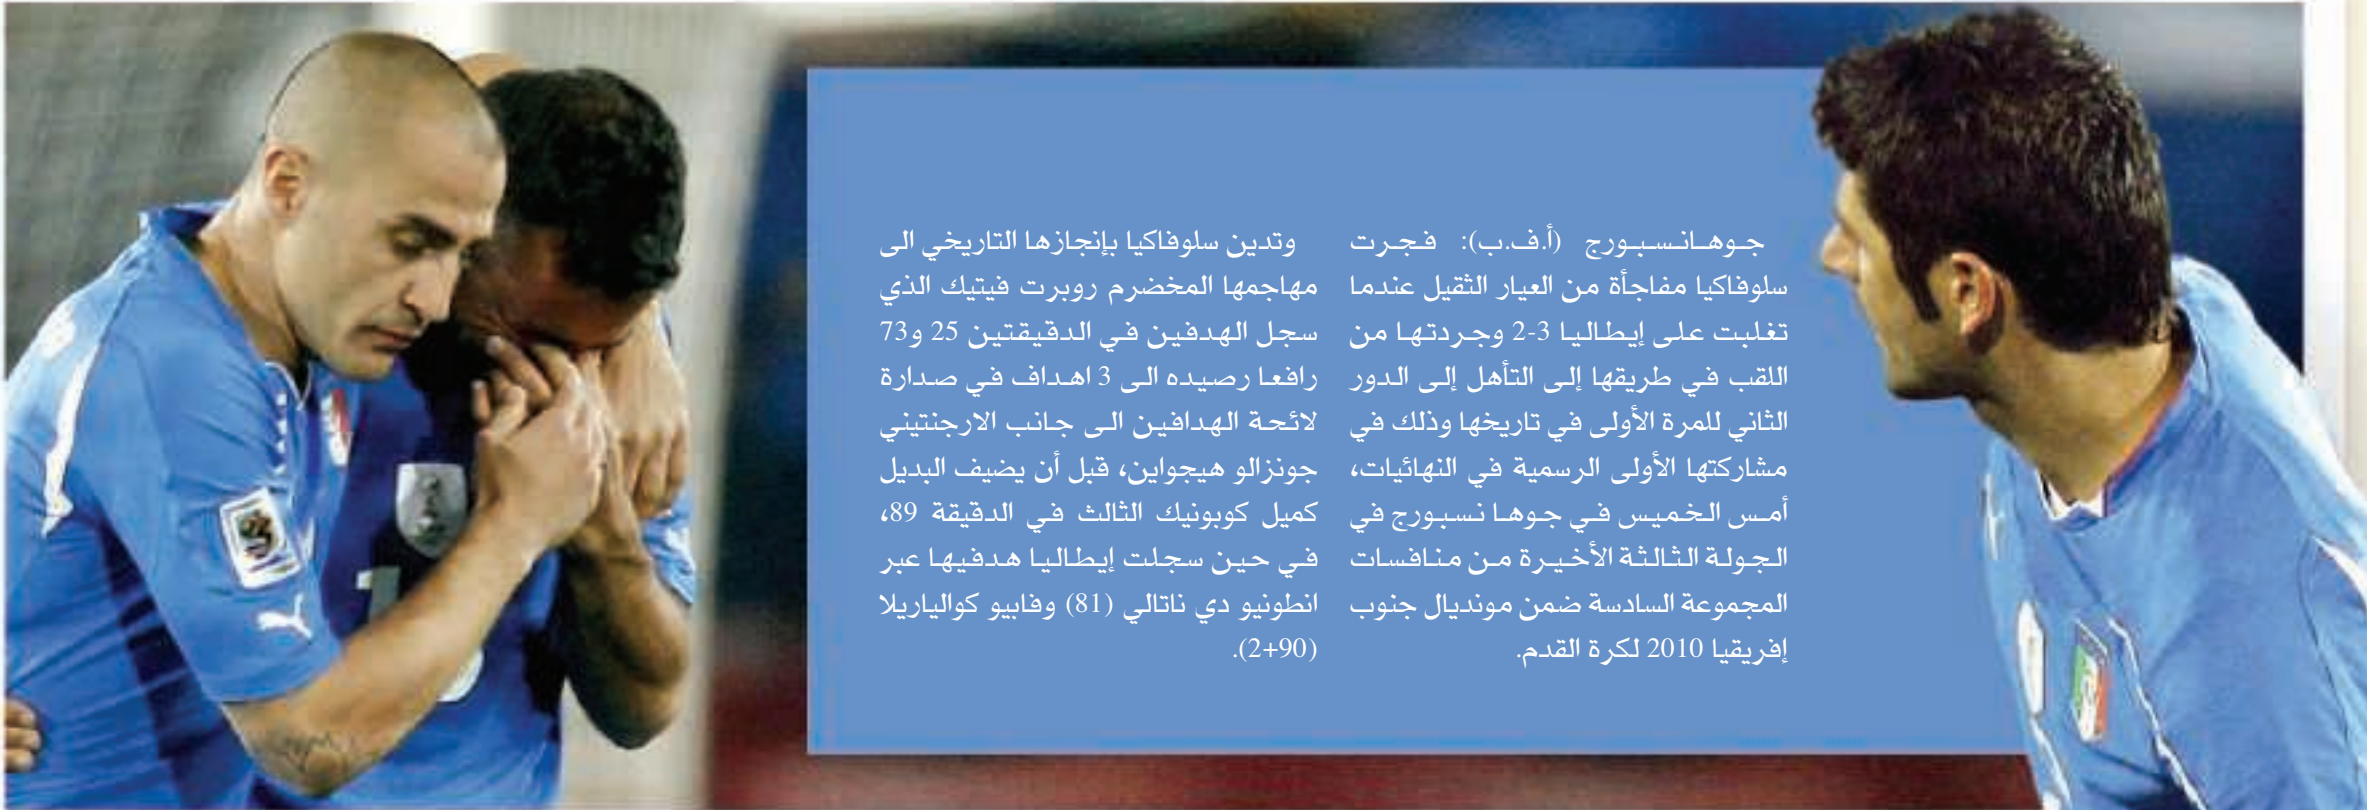 جوهانسبورج (أ.ف.ب): فجرت
سلوفاكيا مفاجأة من العيار الثقيل عندما
تغلبت على إيطاليا 3-2 وجردتها من
اللقب في طريقها إلى التأهل إلى الدور
الثاني للمرة الأولى في تاريخها وذلك في
مشاركتها الأولى الرسمية في النهائيات،
أمس الخميس في جوها نسبورج في
الجولة الثالثة الأخيرة من منافسات
المجموعة السادسة ضمن مونديال جنوب
إفريقيا 2010 لكرة القدم.
وتدين سلوفاكيا بإنجازها التاريخي الى
مهاجمها المخضرم روبرت فيتيك الذي
سجل الهدفين في الدقيقتين 25 و73
رافعا رصيده الى 3 اهداف في صدارة
لائحة الهدافين الى جانب الارجنتيني
جونزالو هيجواين، قبل أن يضيف البديل
كميل كوبونيك الثالث في الدقيقة 89،
في حين سجلت إيطاليا هدفيها عبر
انطونيو دي ناتالي (81) وفابيو كوالياريلا
(90+2).